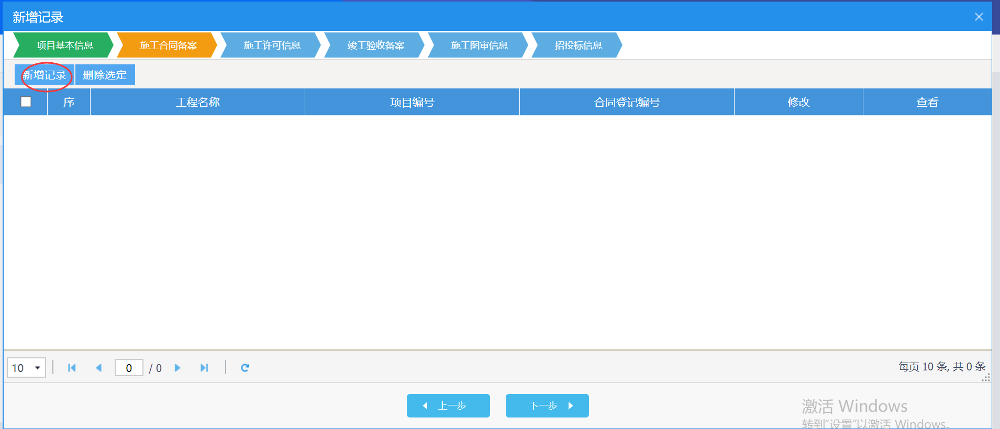 新增记录
项目基本信息 施工合同备案 施工许可信息 竣工验收备案 施工图审信息 招投标信息
新增记录 删除选定
序 工程名称 项目编号 合同登记编号 修改 查看
10 0 / 0 每页 10 条, 共 0 条
上一步 下一步
激活 Windows
转到“设置”以激活 Windows。